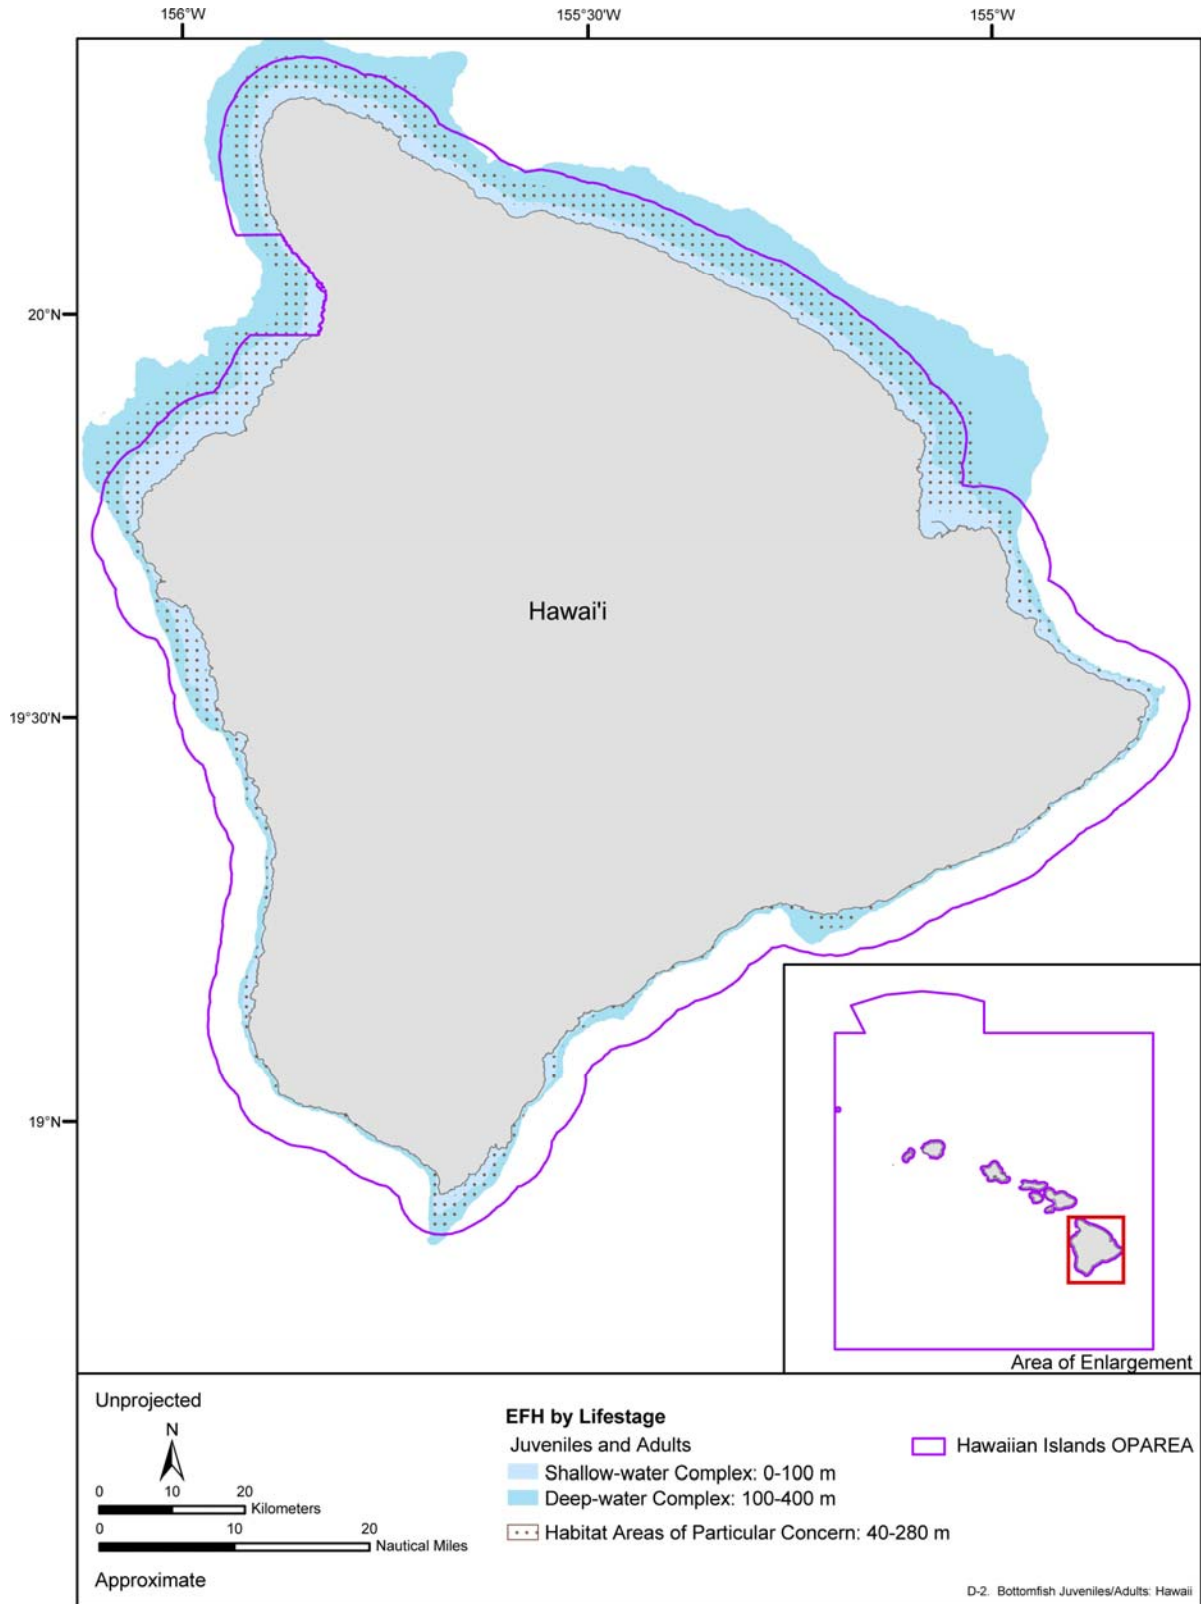 156°W
155°30'W
155°W
20°N
19°30'N
19°N
Hawai'i
Area of Enlargement
Unprojected
N
0 10 20
Kilometers
0 10 20
Nautical Miles
Approximate
EFH by Lifestage
Juveniles and Adults
Shallow-water Complex: 0-100 m
Deep-water Complex: 100-400 m
Habitat Areas of Particular Concern: 40-280 m
Hawaiian Islands OPAREA
D-2. Bottomfish Juveniles/Adults: Hawaii